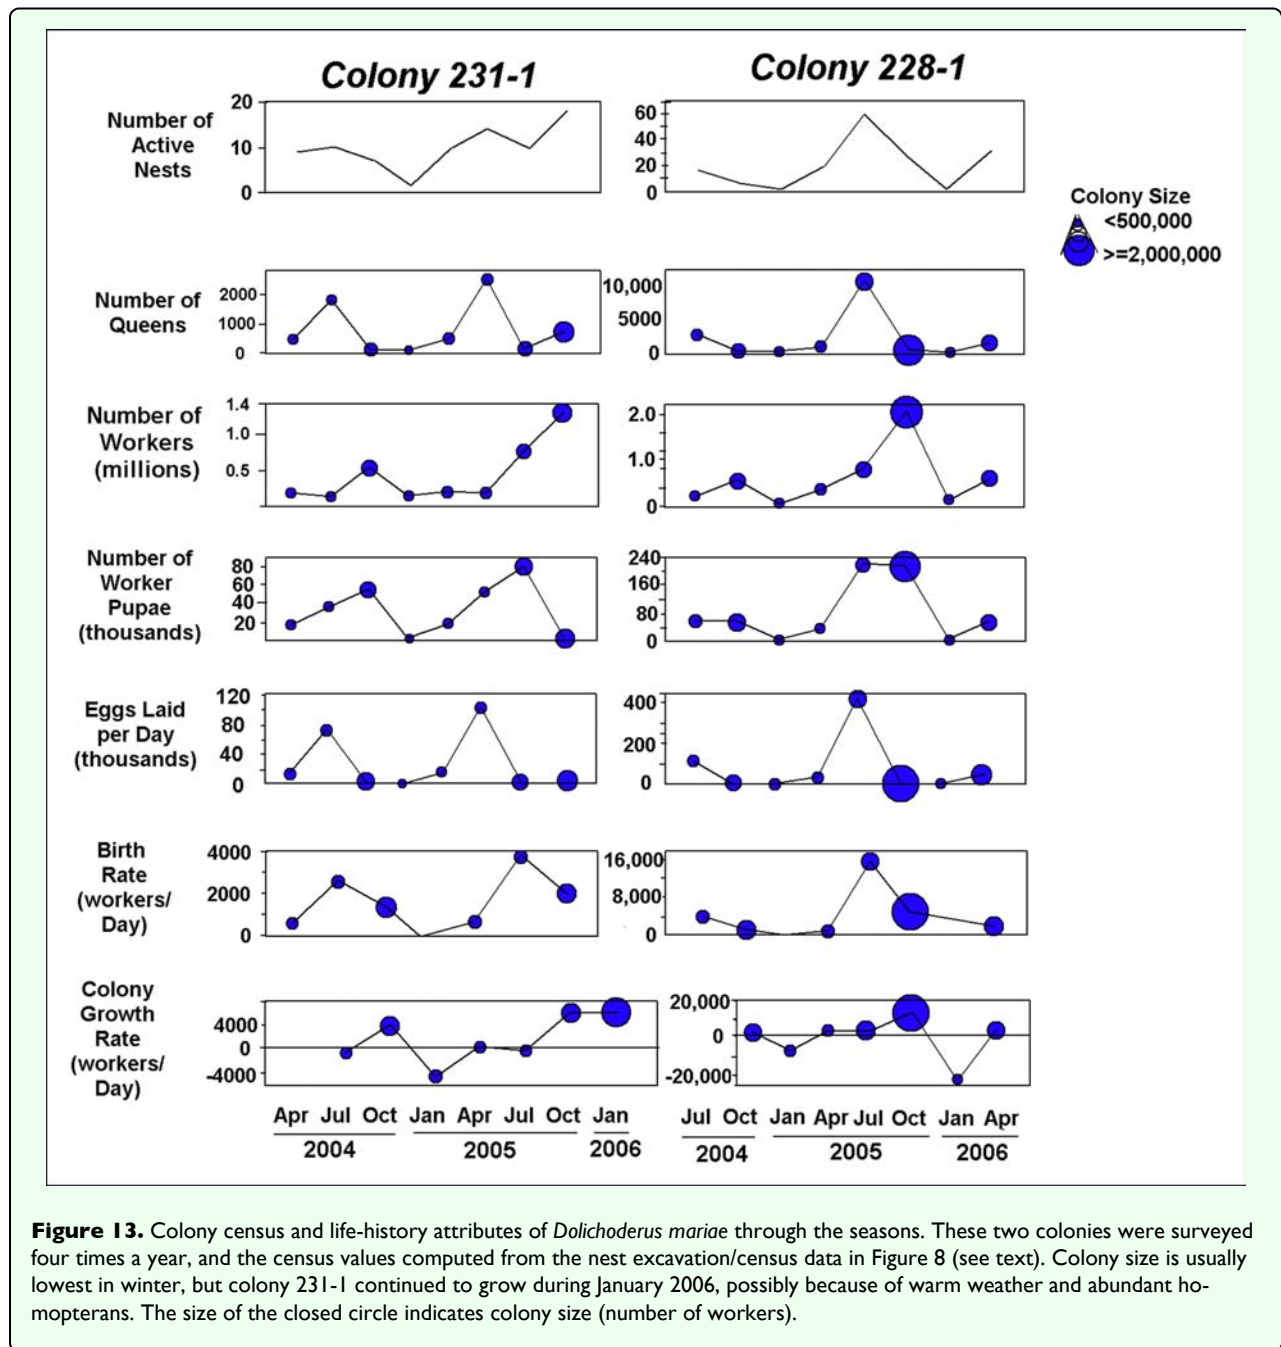 Colony 231-1
Colony 228-1
Number of
Active
Nests
20
10
0
60
40
20
0
Colony Size
<500,000
>=2,000,000
Number of
Queens
2000
1000
0
10,000
5000
0
Number of
Workers
(millions)
1.4
1.0
0.5
2.0
1.0
0
Number of
Worker
Pupae
(thousands)
80
60
40
20
240
160
80
0
Eggs Laid
per Day
(thousands)
120
80
40
0
400
200
0
Birth
Rate
(workers/
Day)
4000
2000
0
16,000
8,000
0
Colony
Growth
Rate
(workers/
Day)
4000
0
-4000
20,000
0
-20,000
Apr Jul Oct Jan Apr Jul Oct Jan
2004 2005 2006
Jul Oct Jan Apr Jul Oct Jan Apr
2004 2005 2006
Figure 13. Colony census and life-history attributes of Dolichoderus mariae through the seasons. These two colonies were surveyed
four times a year, and the census values computed from the nest excavation/census data in Figure 8 (see text). Colony size is usually
lowest in winter, but colony 231-1 continued to grow during January 2006, possibly because of warm weather and abundant ho-
mopterans. The size of the closed circle indicates colony size (number of workers).